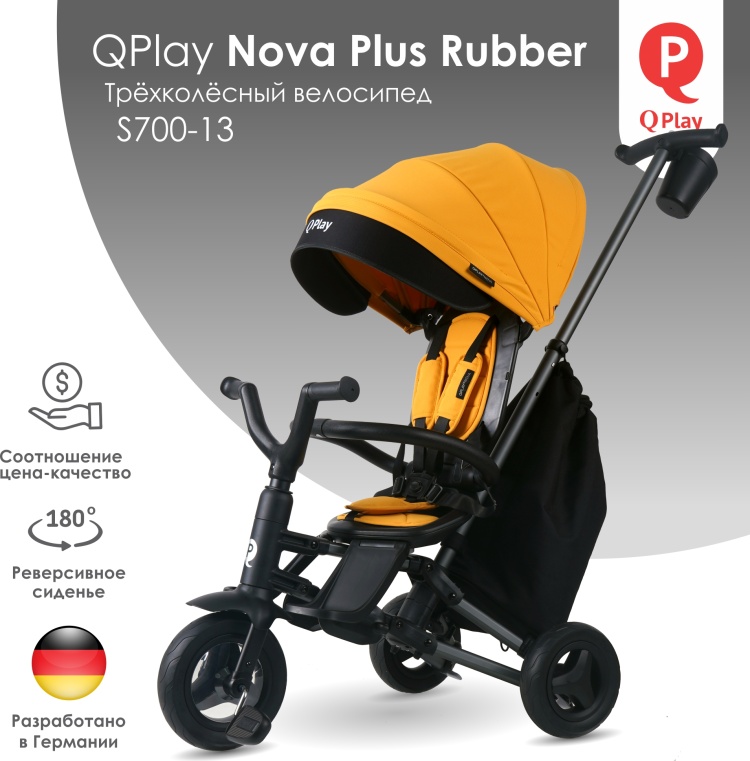 QPlay Nova Plus Rubber
Трёхколёсный велосипед
S700-13
P
QPlay
QPlay
$
Соотношение
цена-качество
180°
Реверсивное
сиденье
Разработано
в Германии